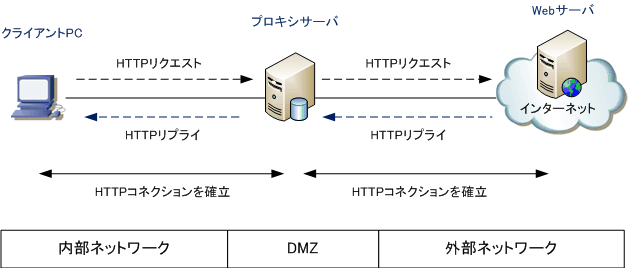 Webサーバ
プロキシサーバ
クライアントPC
HTTPリクエスト
HTTPリクエスト
インターネット
HTTPリプライ
HTTPリプライ
HTTPコネクションを確立
HTTPコネクションを確立
内部ネットワーク
DMZ
外部ネットワーク